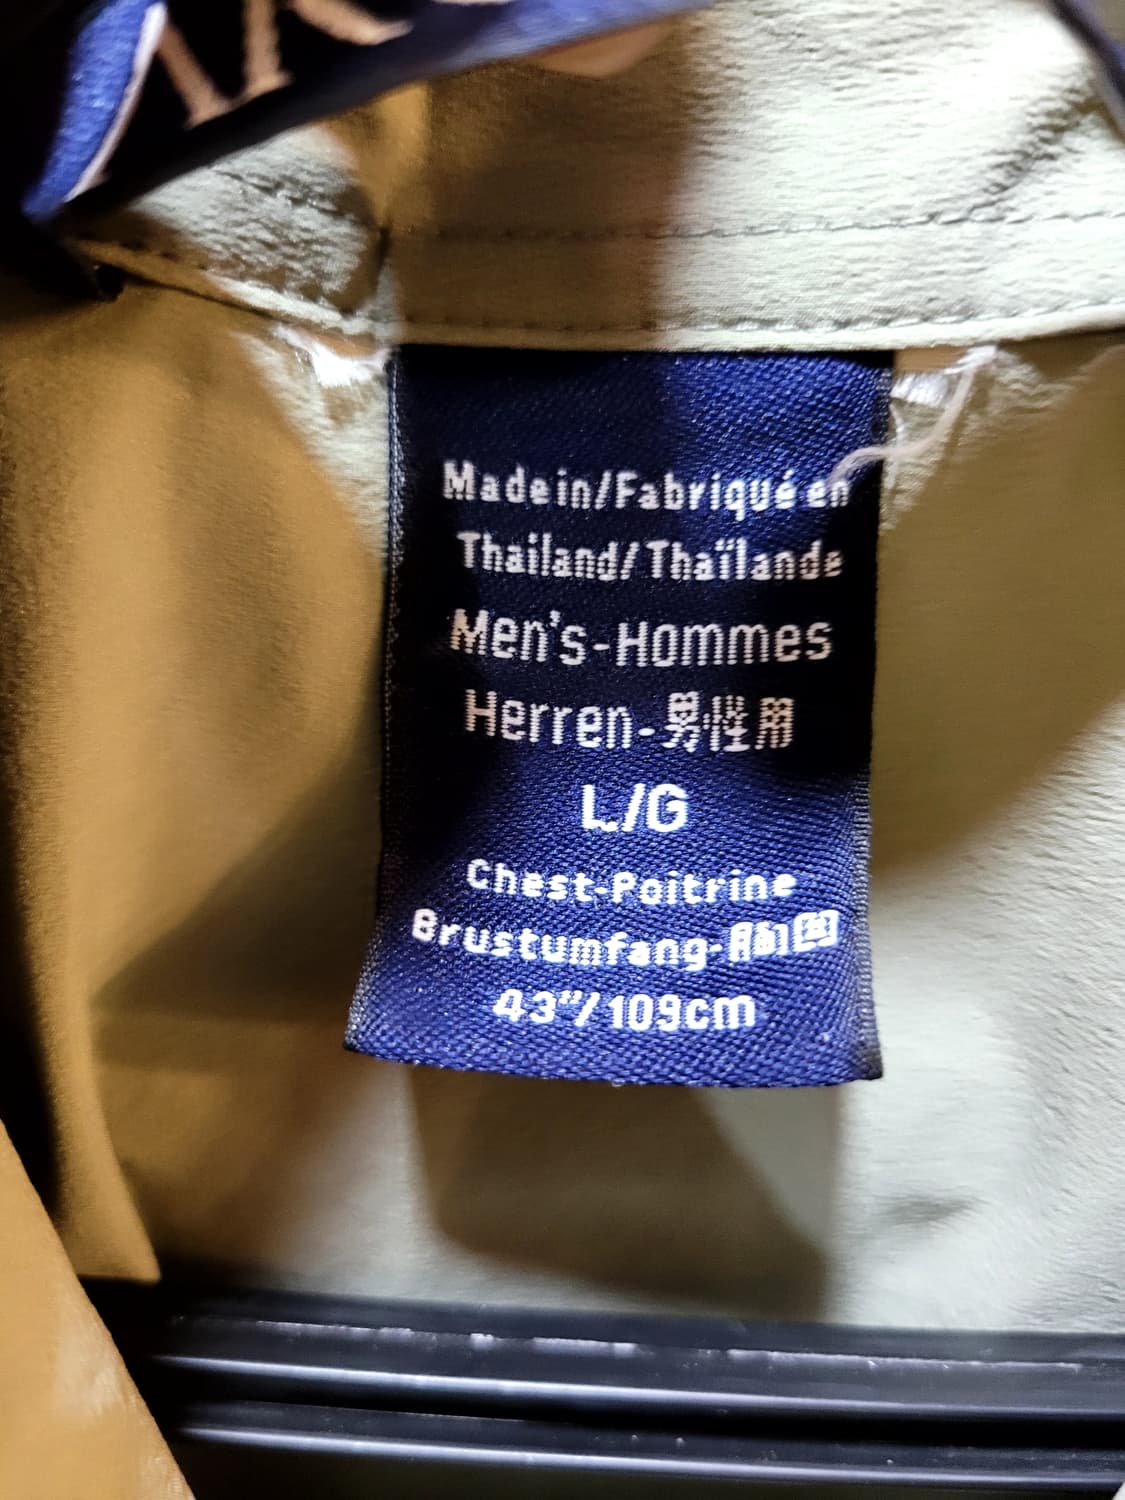 Made in/Fabriqué en
Thailand/Thaïlande
Men's-Hommes
Herren-男性用
L/G
Chest-Poitrine
Brustumfang-胸囲
43"/109cm